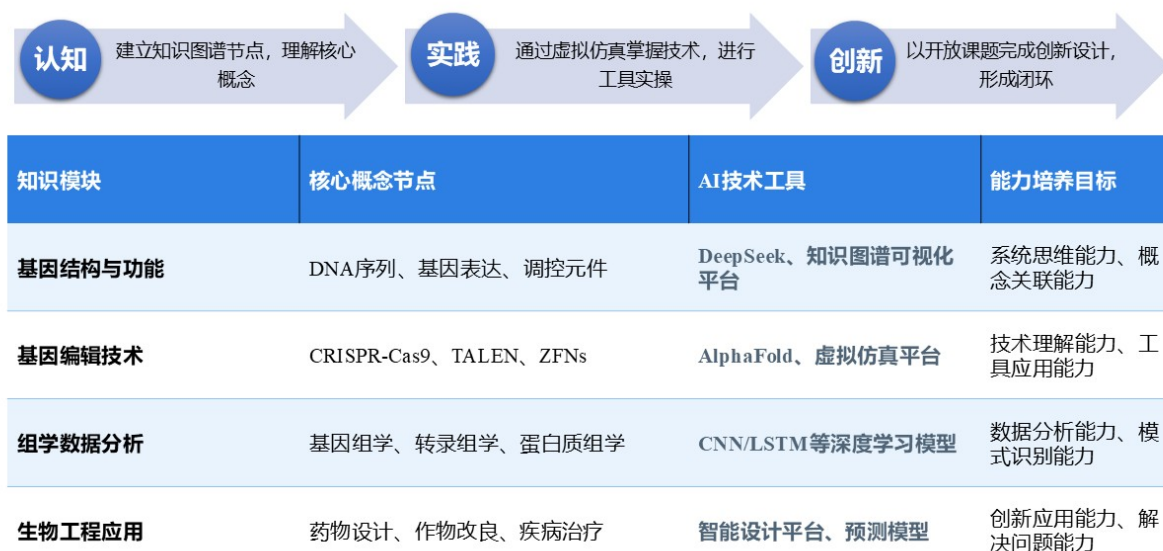 认知
建立知识图谱节点，理解核心
概念
实践
通过虚拟仿真掌握技术，进行
工具实操
创新
以开放课题完成创新设计，
形成闭环
知识模块 核心概念节点 AI技术工具 能力培养目标
基因结构与功能 DNA序列、基因表达、调控元件 DeepSeek、知识图谱可视化
平台 系统思维能力、概
念关联能力
基因编辑技术 CRISPR-Cas9、TALEN、ZFNs AlphaFold、虚拟仿真平台 技术理解能力、工
具应用能力
组学数据分析 基因组学、转录组学、蛋白质组学 CNN/LSTM等深度学习模型 数据分析能力、模
式识别能力
生物工程应用 药物设计、作物改良、疾病治疗 智能设计平台、预测模型 创新应用能力、解
决问题能力